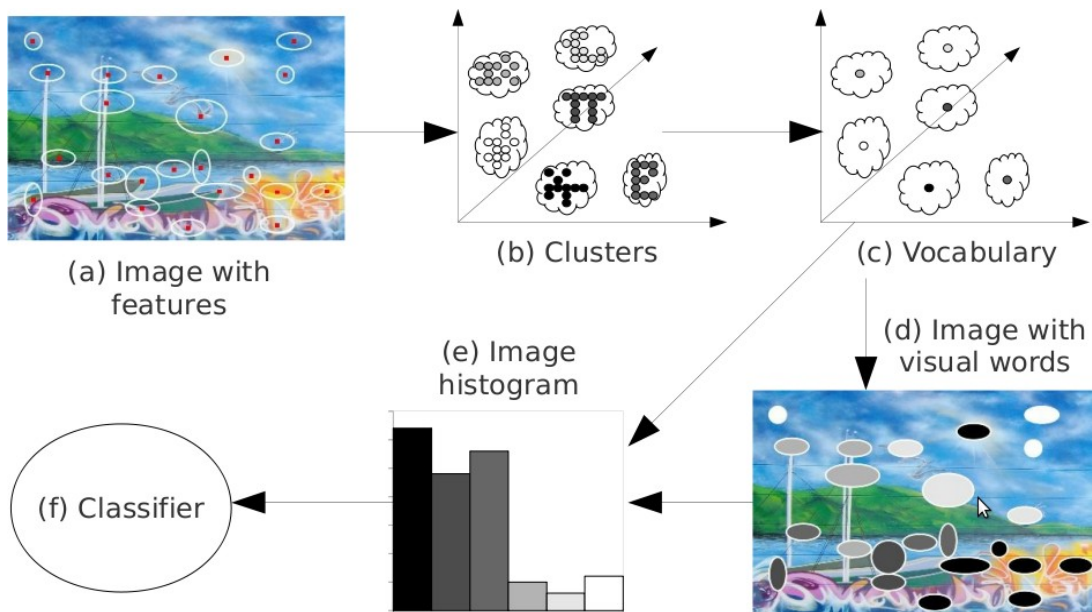 (a) Image with
features
(b) Clusters
(c) Vocabulary
(d) Image with
visual words
(e) Image
histogram
(f) Classifier